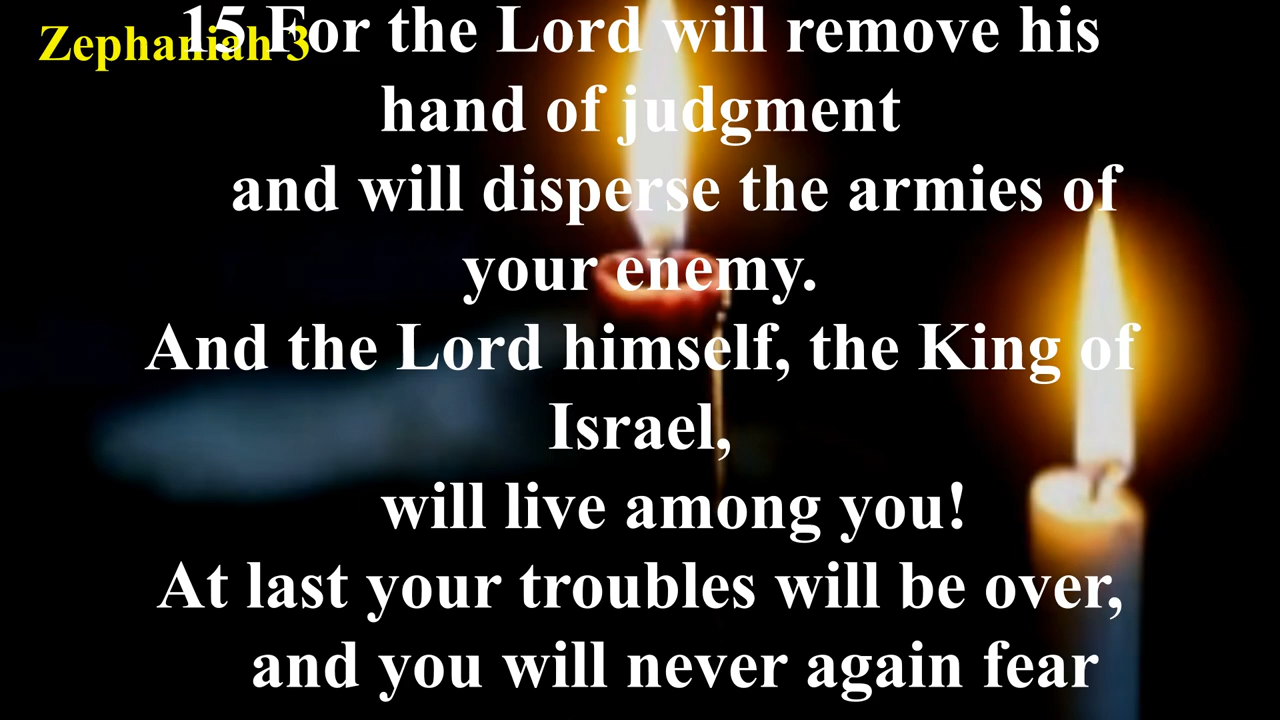 Zephaniah 3
15 For the Lord will remove his
hand of judgment
and will disperse the armies of
your enemy.
And the Lord himself, the King of
Israel,
will live among you!
At last your troubles will be over,
and you will never again fear